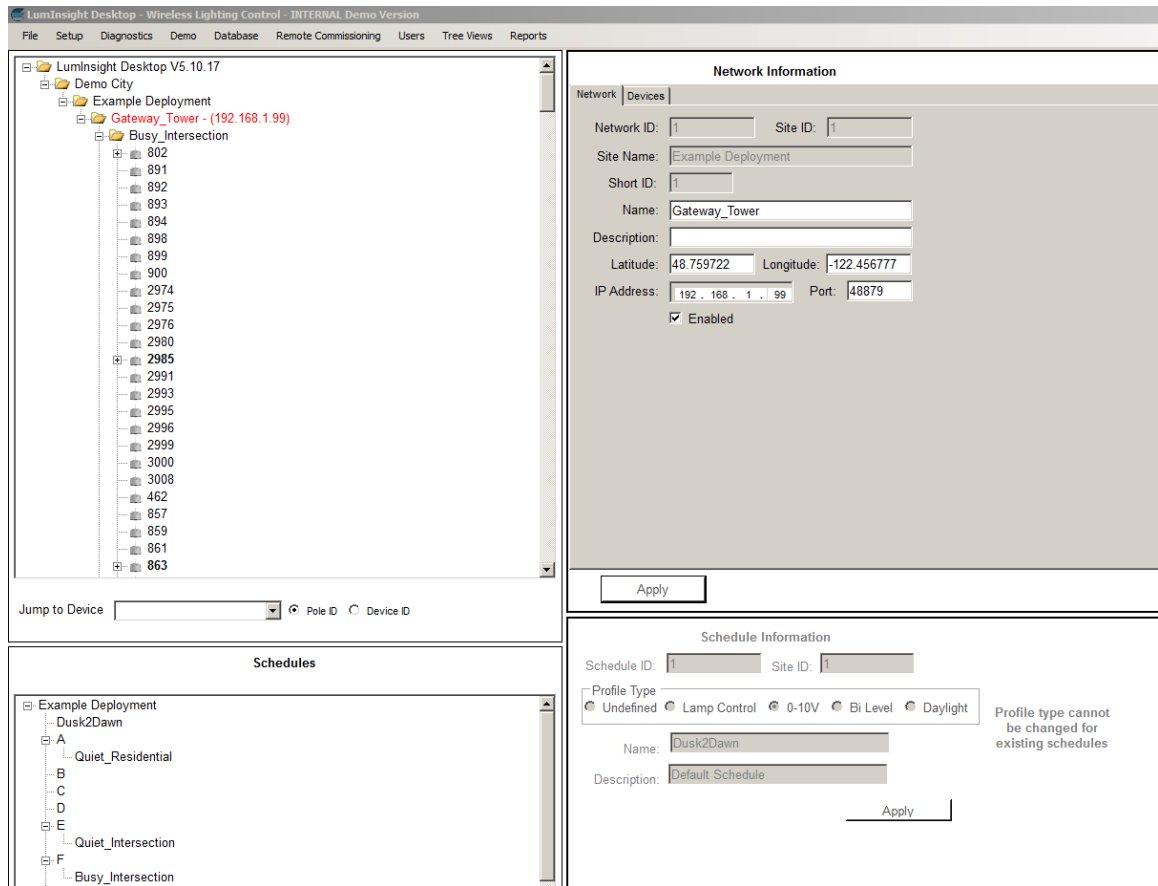 LumInsight Desktop - Wireless Lighting Control - INTERNAL Demo Version
File Setup Diagnostics Demo Database Remote Commissioning Users Tree Views Reports
LumInsight Desktop V5.10.17
Demo City
Example Deployment
Gateway_Tower - (192.168.1.99)
Busy_Intersection
802
891
892
893
894
898
899
900
2974
2975
2976
2980
2985
2991
2993
2995
2996
2999
3000
3008
462
857
859
861
863
Jump to Device Pole ID Device ID
Network Information
Network Devices
Network ID: 1 Site ID: 1
Site Name: Example Deployment
Short ID: 1
Name: Gateway_Tower
Description:
Latitude: 48.759722 Longitude: -122.456777
IP Address: 192 . 168 . 1 . 99 Port: 48879
Enabled
Apply
Schedules
Example Deployment
Dusk2Dawn
A
Quiet_Residential
B
C
D
E
Quiet_Intersection
F
Busy_Intersection
Schedule Information
Schedule ID: 1 Site ID: 1
Profile Type
Undefined Lamp Control 0-10V Bi Level Daylight
Profile type cannot
be changed for
existing schedules
Name: Dusk2Dawn
Description: Default Schedule
Apply